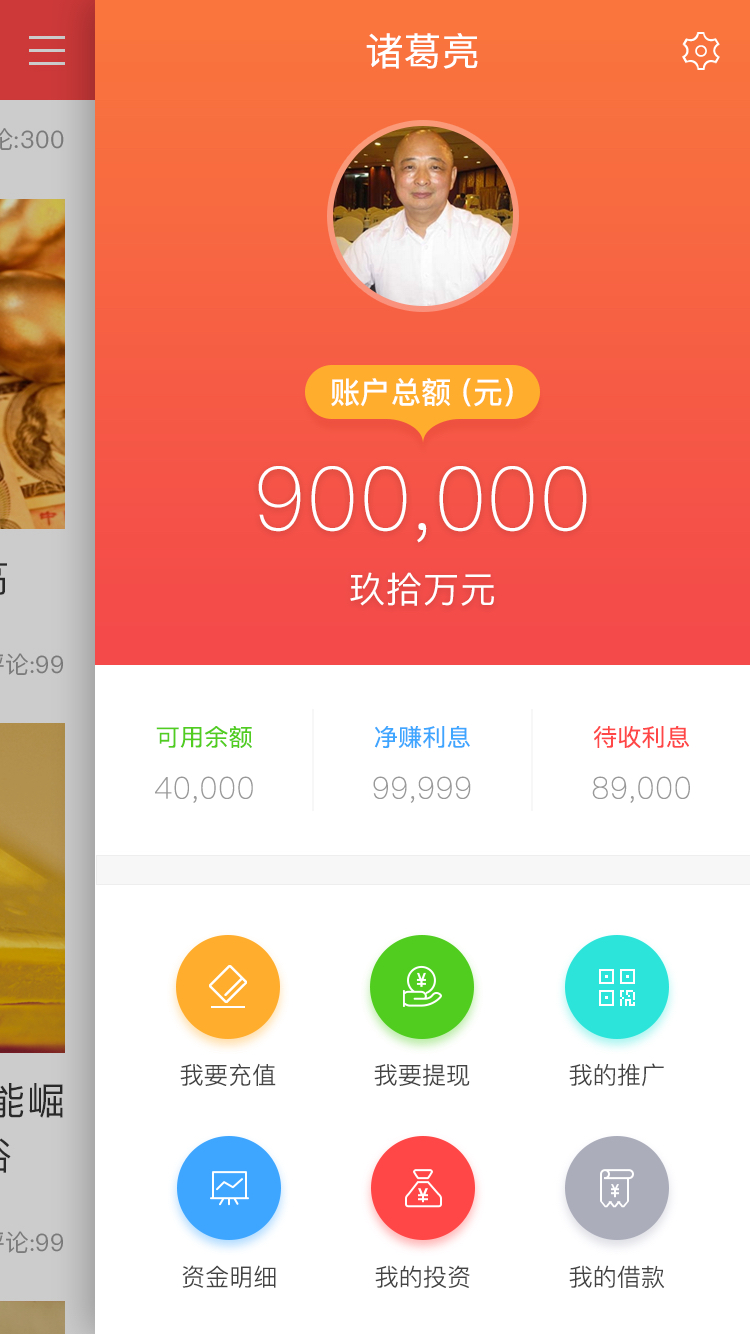 诸葛亮
论:300
账户总额 (元)
900,000
玖拾万元
评论:99
可用余额 净赚利息 待收利息
40,000 99,999 89,000
我要充值 我要提现 我的推广
能崛
评论:99
资金明细 我的投资 我的借款